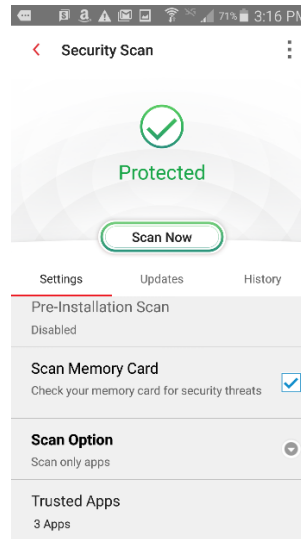 71% 3:16 PM
Security Scan
Protected
Scan Now
Settings Updates History
Pre-Installation Scan
Disabled
Scan Memory Card
Check your memory card for security threats
Scan Option
Scan only apps
Trusted Apps
3 Apps